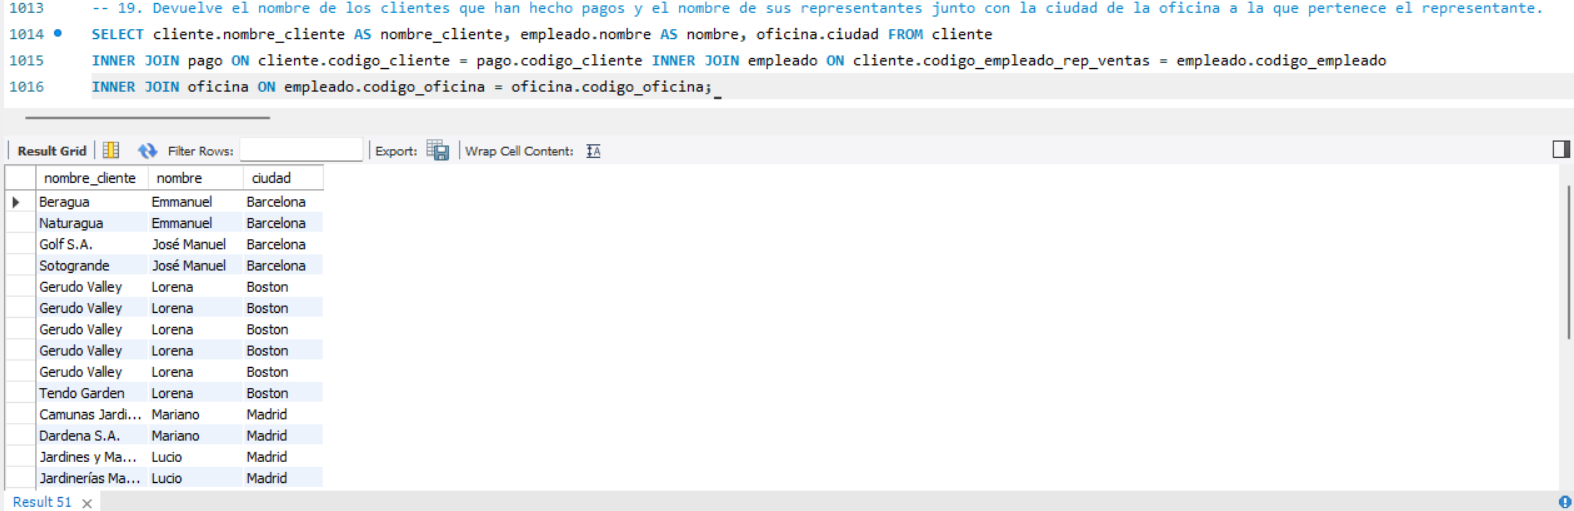 1013 -- 19. Devuelve el nombre de los clientes que han hecho pagos y el nombre de sus representantes junto con la ciudad de la oficina a la que pertenece el representante.
1014 SELECT cliente.nombre_cliente AS nombre_cliente, empleado.nombre AS nombre, oficina.ciudad FROM cliente
1015 INNER JOIN pago ON cliente.codigo_cliente = pago.codigo_cliente INNER JOIN empleado ON cliente.codigo_empleado_rep_ventas = empleado.codigo_empleado
1016 INNER JOIN oficina ON empleado.codigo_oficina = oficina.codigo_oficina;
Result Grid Filter Rows: Export: Wrap Cell Content: IA
nombre_cliente nombre ciudad
Beragua Emmanuel Barcelona
Naturagua Emmanuel Barcelona
Golf S.A. José Manuel Barcelona
Sotogrande José Manuel Barcelona
Gerudo Valley Lorena Boston
Gerudo Valley Lorena Boston
Gerudo Valley Lorena Boston
Gerudo Valley Lorena Boston
Gerudo Valley Lorena Boston
Tendo Garden Lorena Boston
Camunas Jardi... Mariano Madrid
Dardena S.A. Mariano Madrid
Jardines y Ma... Lucio Madrid
Jardinerías Ma... Lucio Madrid
Result 51 ×